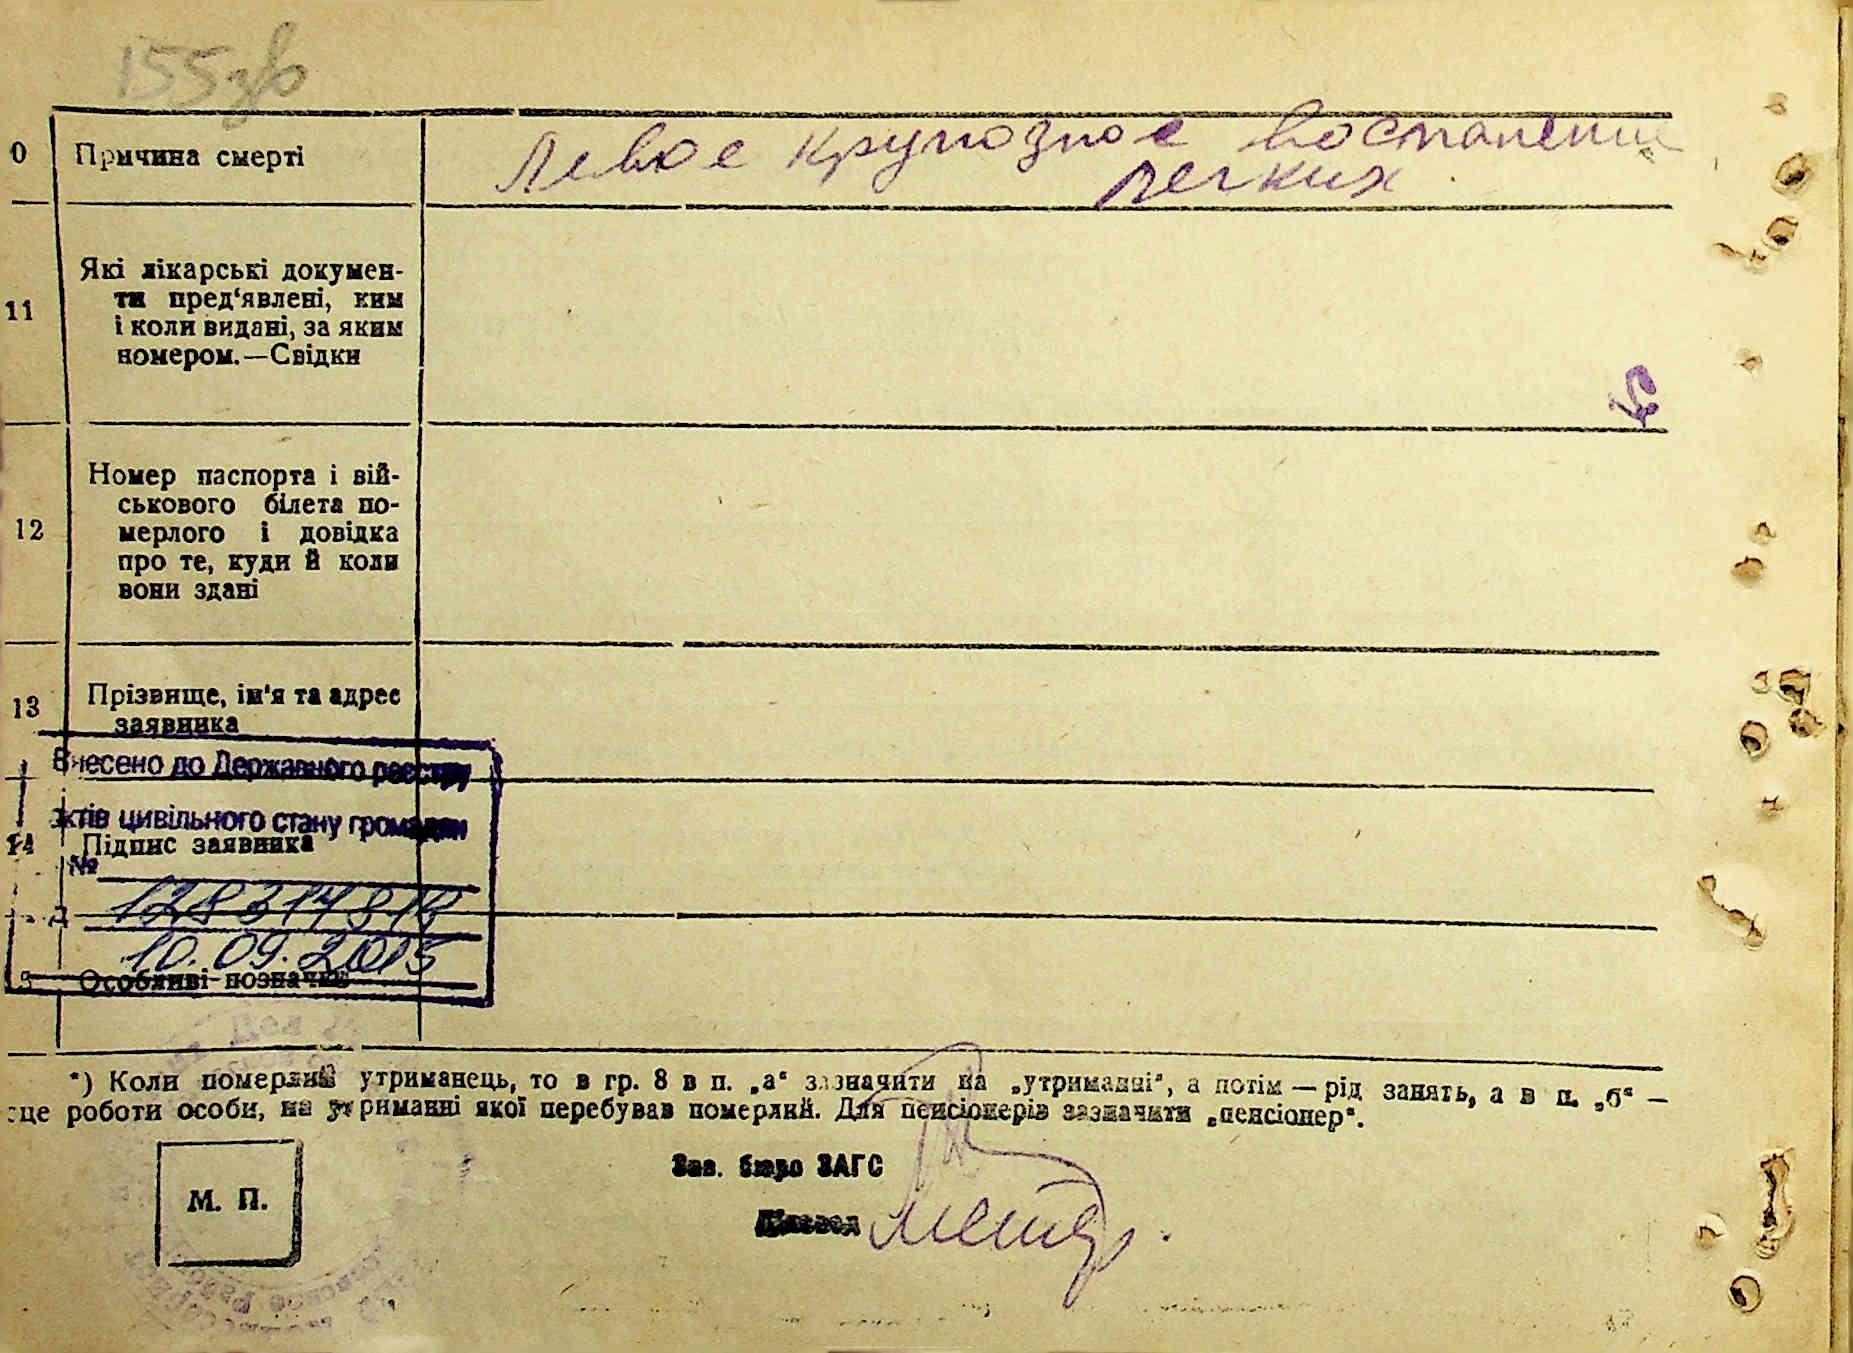 155зв
0 Причина смерті
Левое крупозное воспаление
легких
Які лікарські докумен-
ти пред‘явлені, ким
11
і коли видані, за яким
номером.—Свідки
Номер паспорта і вій-
ськового білета по-
12 мерлого і довідка
про те, куди й коли
вони здані
13 Прізвище, ім‘я та адрес
заявника
Внесено до Державного реєстру
актів цивільного стану громадян
14 Підпис заявника
№
10.09.2015
Особливі позначки
*) Коли померлий утриманець, то в гр. 8 в п. „а“ зазначити на „утриманні“, а потім — рід занять, а в п. „б“ —
сце роботи особи, на утриманні якої перебував померлий. Для пенсіонерів зазначити „пенсіонер“.
Зав. бюро ЗАГС
М. П.
Діловод